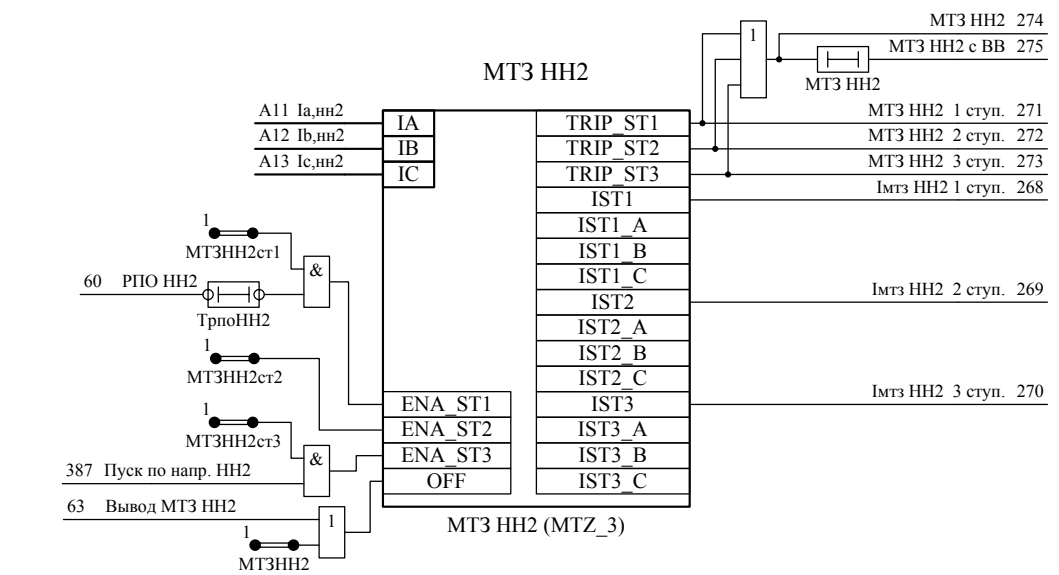 МТЗ НН2 274
1
МТЗ НН2 с ВВ 275
МТЗ НН2
МТЗ НН2
A11 Ia,нн2
IA
TRIP_ST1
МТЗ НН2 1 ступ. 271
A12 Ib,нн2
IB
TRIP_ST2
МТЗ НН2 2 ступ. 272
A13 Ic,нн2
IC
TRIP_ST3
МТЗ НН2 3 ступ. 273
IST1
Iмтз НН2 1 ступ. 268
1
IST1_A
МТЗНН2ст1
IST1_B
&
IST1_C
60 РПО НН2
IST2
Iмтз НН2 2 ступ. 269
ТрпоНН2
IST2_A
1
IST2_B
МТЗНН2ст2
IST2_C
ENA_ST1
IST3
Iмтз НН2 3 ступ. 270
1
ENA_ST2
IST3_A
МТЗНН2ст3
ENA_ST3
IST3_B
&
387 Пуск по напр. НН2
OFF
IST3_C
63 Вывод МТЗ НН2
1
МТЗ НН2 (MTZ_3)
1
МТЗНН2